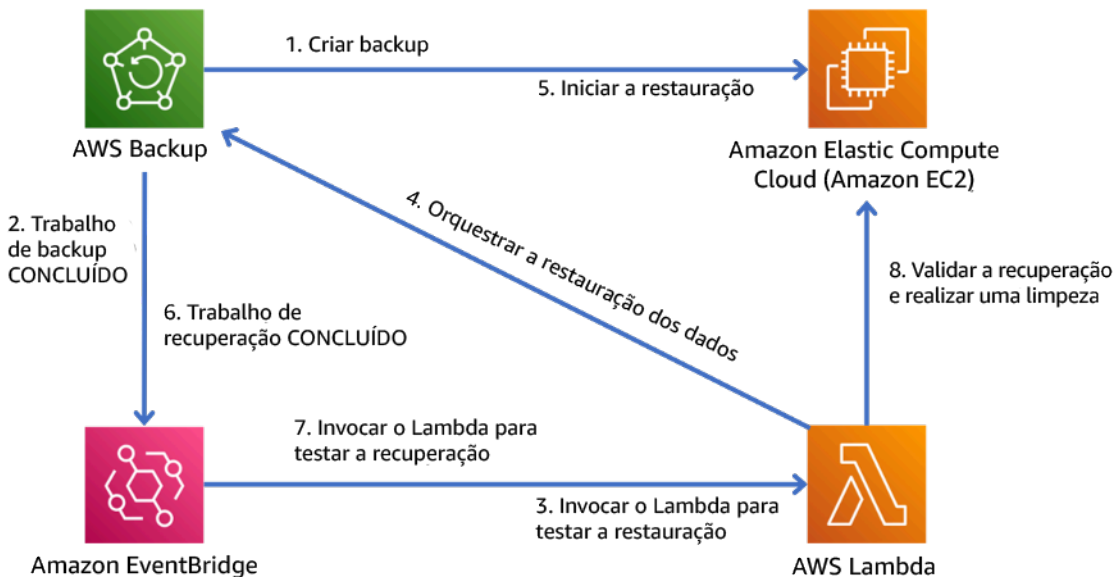 1. Criar backup
5. Iniciar a restauração
AWS Backup
Amazon Elastic Compute
Cloud (Amazon EC2)
2. Trabalho
de backup
CONCLUÍDO
4. Orquestrar a restauração dos dados
8. Validar a recuperação
e realizar uma limpeza
6. Trabalho de
recuperação CONCLUÍDO
7. Invocar o Lambda para
testar a recuperação
3. Invocar o Lambda para
testar a restauração
Amazon EventBridge
AWS Lambda